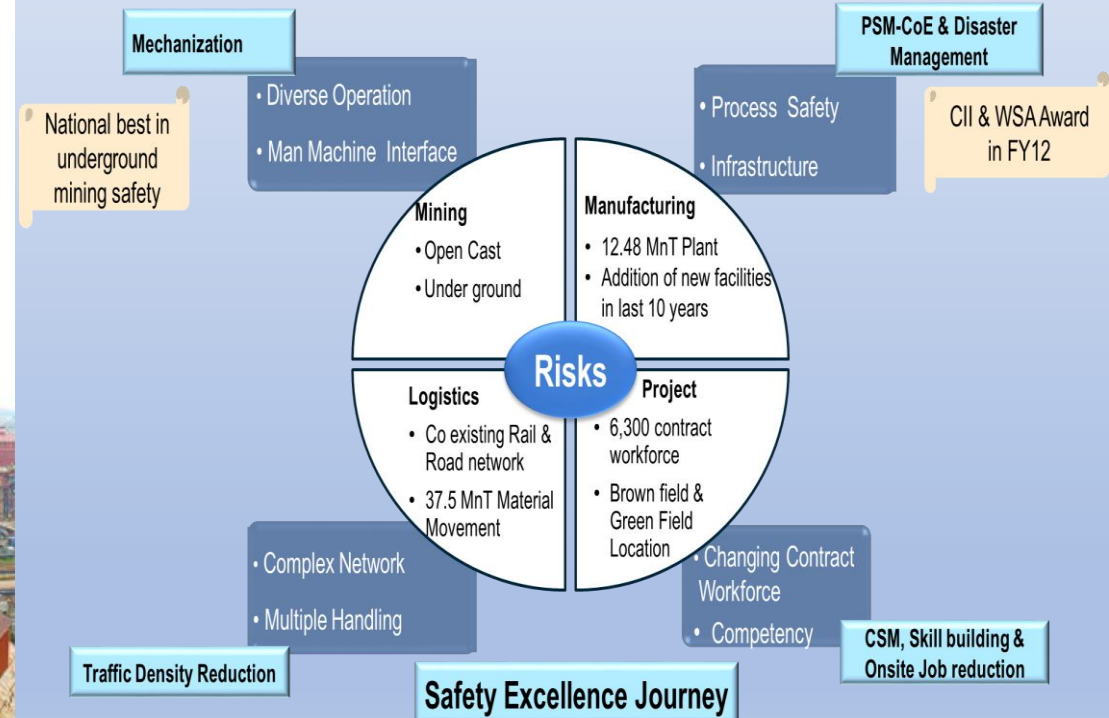 Mechanization
PSM-CoE & Disaster
Management
• Diverse Operation
• Man Machine Interface
National best in
underground
mining safety
• Process Safety
• Infrastructure
CII & WSA Award
in FY12
Mining
• Open Cast
• Under ground
Manufacturing
• 12.48 MnT Plant
• Addition of new facilities
in last 10 years
Risks
Logistics
• Co existing Rail &
Road network
• 37.5 MnT Material
Movement
Project
• 6,300 contract
workforce
• Brown field &
Green Field
Location
• Complex Network
• Multiple Handling
• Changing Contract
Workforce
• Competency
Traffic Density Reduction
CSM, Skill building &
Onsite Job reduction
Safety Excellence Journey